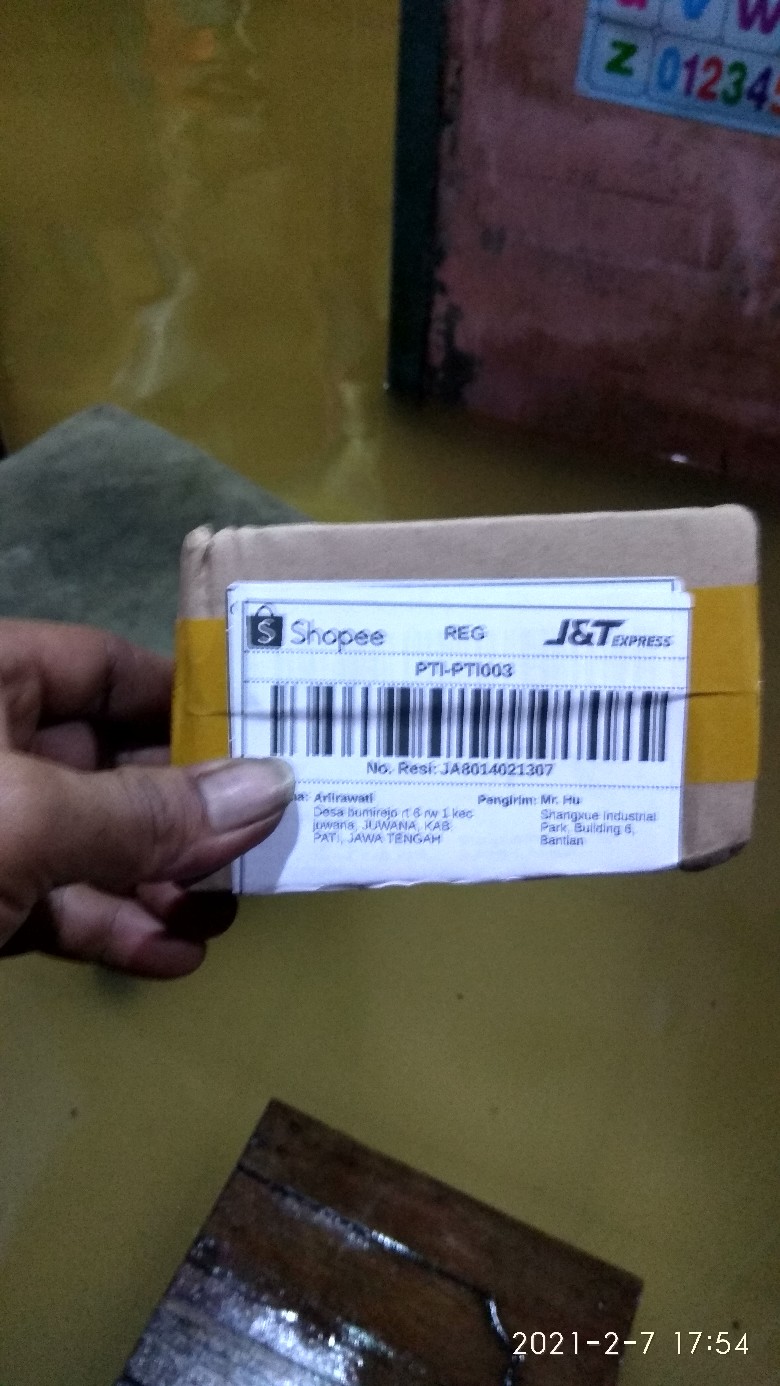 W
Z 01234
Shopee REG J&T EXPRESS
PTI-PTI003
No. Resi: JA8014021307
Arlirawati
Desa bumirejo rt 6 rw 1 kec
juwana, JUWANA, KAB.
PATI, JAWA TENGAH
Pengirim: Mr. Hu
Shangxue Industrial
Park, Building 6,
Bantian
2021-2-7 17:54